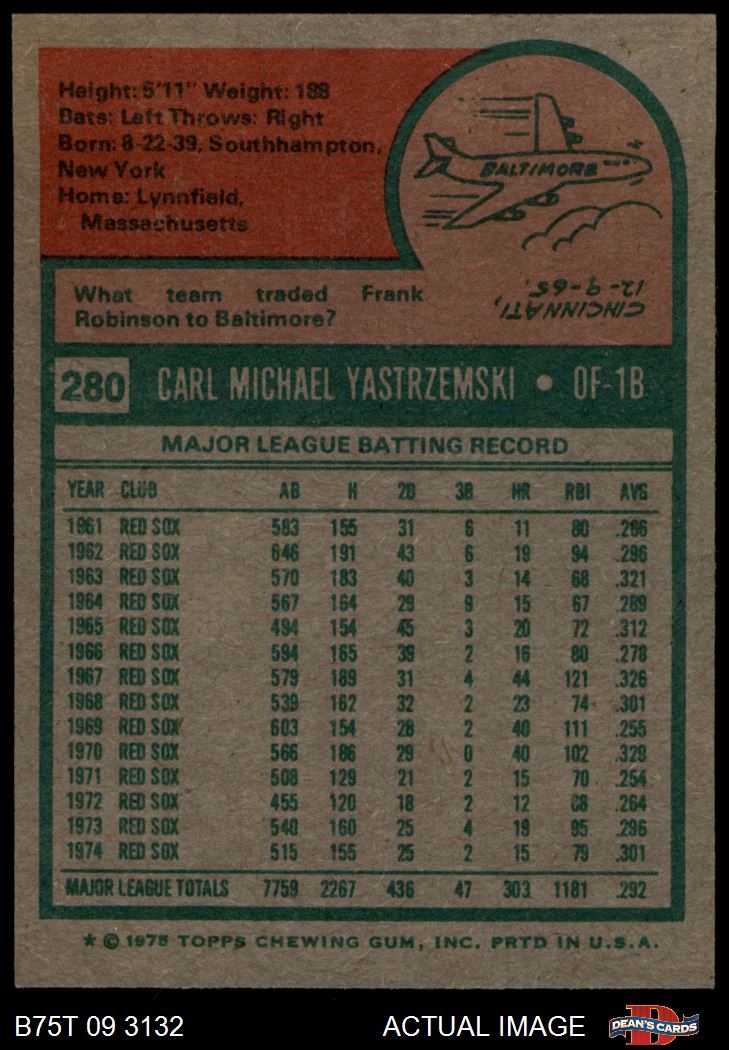 Height: 5'11" Weight: 188
Bats: Left Throws: Right
Born: 8-22-39, Southhampton,
New York
Home: Lynnfield,
Massachusetts
BALTIMORE
What team traded Frank
Robinson to Baltimore?
CINCINNATI,
12-9-65.
280 CARL MICHAEL YASTRZEMSKI • OF-1B
MAJOR LEAGUE BATTING RECORD
YEAR CLUB AB H 2B 3B HR RBI AVG
1961 RED SOX 583 155 31 6 11 80 .266
1962 RED SOX 646 191 43 6 19 94 .296
1963 RED SOX 570 183 40 3 14 68 .321
1964 RED SOX 567 164 29 9 15 67 .289
1965 RED SOX 494 154 45 3 20 72 .312
1966 RED SOX 594 165 39 2 16 80 .278
1967 RED SOX 579 189 31 4 44 121 .326
1968 RED SOX 539 162 32 2 23 74 .301
1969 RED SOX 603 154 28 2 40 111 .255
1970 RED SOX 566 186 29 0 40 102 .329
1971 RED SOX 508 129 21 2 15 70 .254
1972 RED SOX 455 120 18 2 12 68 .264
1973 RED SOX 540 160 25 4 19 95 .296
1974 RED SOX 515 155 25 2 15 79 .301
MAJOR LEAGUE TOTALS 7759 2267 436 47 303 1181 .292
* © 1975 TOPPS CHEWING GUM, INC. PRTD IN U.S.A.
B75T 09 3132 ACTUAL IMAGE DEAN'S CARDS